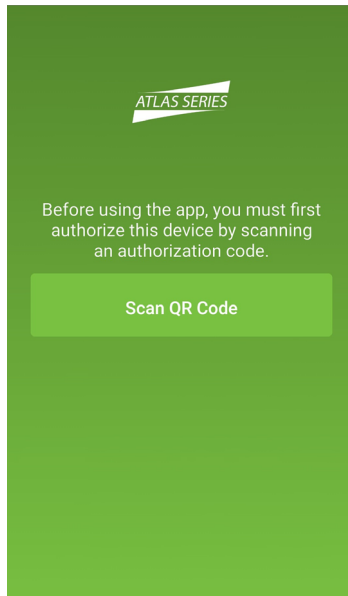 ATLAS SERIES
Before using the app, you must first
authorize this device by scanning
an authorization code.
Scan QR Code